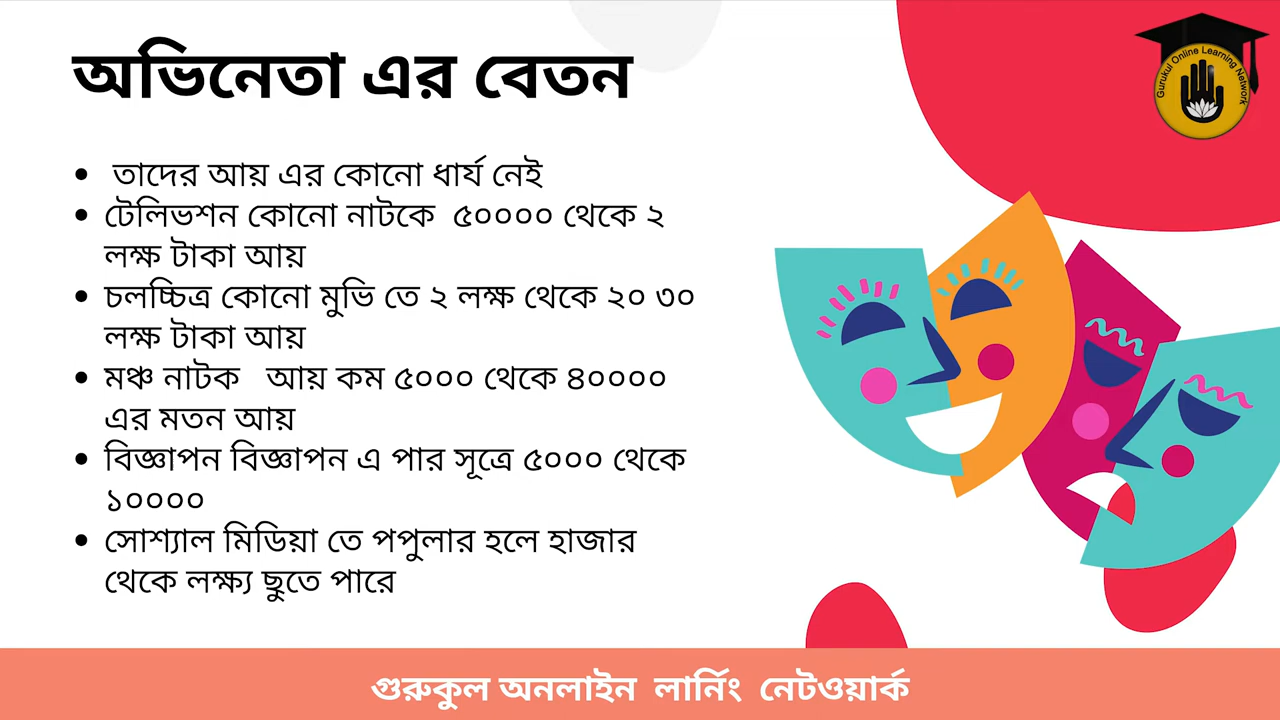 অভিনেতা এর বেতন
Gurukul Online Learning Network
• তাদের আয় এর কোনো ধার্য নেই
• টেলিভশন কোনো নাটকে ৫০০০০ থেকে ২
লক্ষ টাকা আয়
• চলচ্চিত্র কোনো মুভি তে ২ লক্ষ থেকে ২০ ৩০
লক্ষ টাকা আয়
• মঞ্চ নাটক আয় কম ৫০০০ থেকে ৪০০০০
এর মতন আয়
• বিজ্ঞাপন বিজ্ঞাপন এ পার সূত্রে ৫০০০ থেকে
১০০০০
• সোশ্যাল মিডিয়া তে পপুলার হলে হাজার
থেকে লক্ষ্য ছুতে পারে
গুরুকুল অনলাইন লার্নিং নেটওয়ার্ক